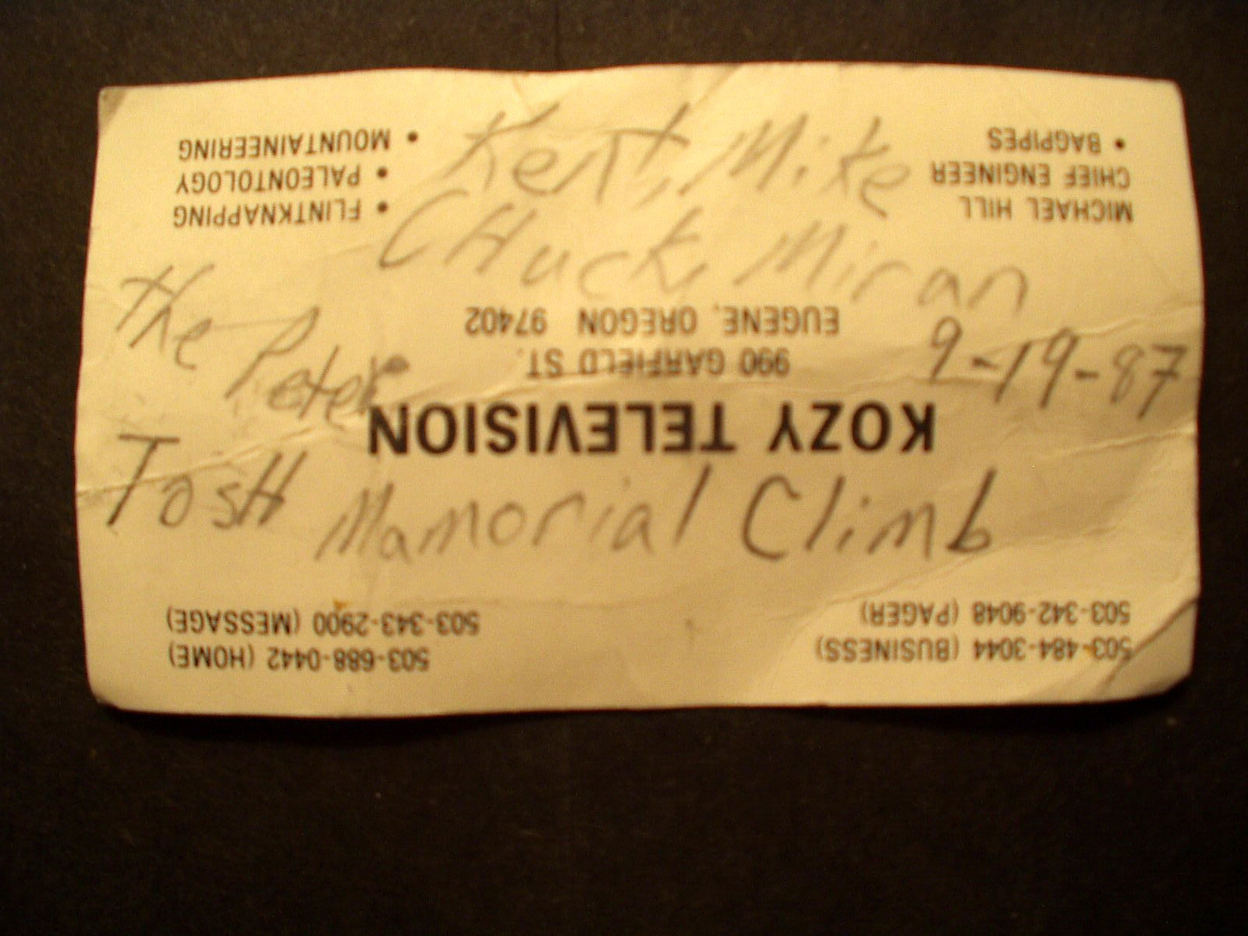 Kent, Mike
CHuck, Miran
9-19-87
the Peter
TosH Mamorial Climb
503-484-3044 (BUSINESS)
503-342-9048 (PAGER)
503-688-0442 (HOME)
503-343-2900 (MESSAGE)
KOZY TELEVISION
990 GARFIELD ST.
EUGENE, OREGON 97402
MICHAEL HILL
CHIEF ENGINEER
• BAGPIPES
• FLINTKNAPPING
• PALEONTOLOGY
• MOUNTAINEERING